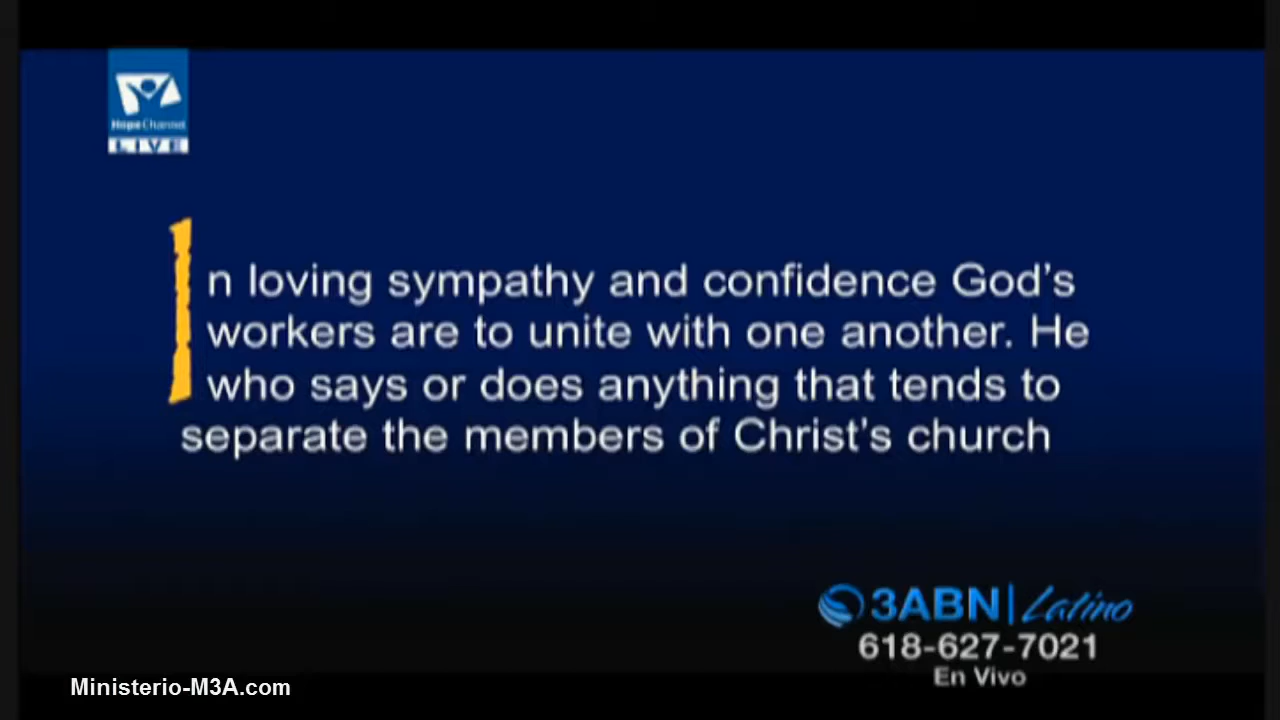 Hope Channel
LIVE
In loving sympathy and confidence God's
workers are to unite with one another. He
who says or does anything that tends to
separate the members of Christ's church
3ABN Latino
618-627-7021
En Vivo
Ministerio-M3A.com